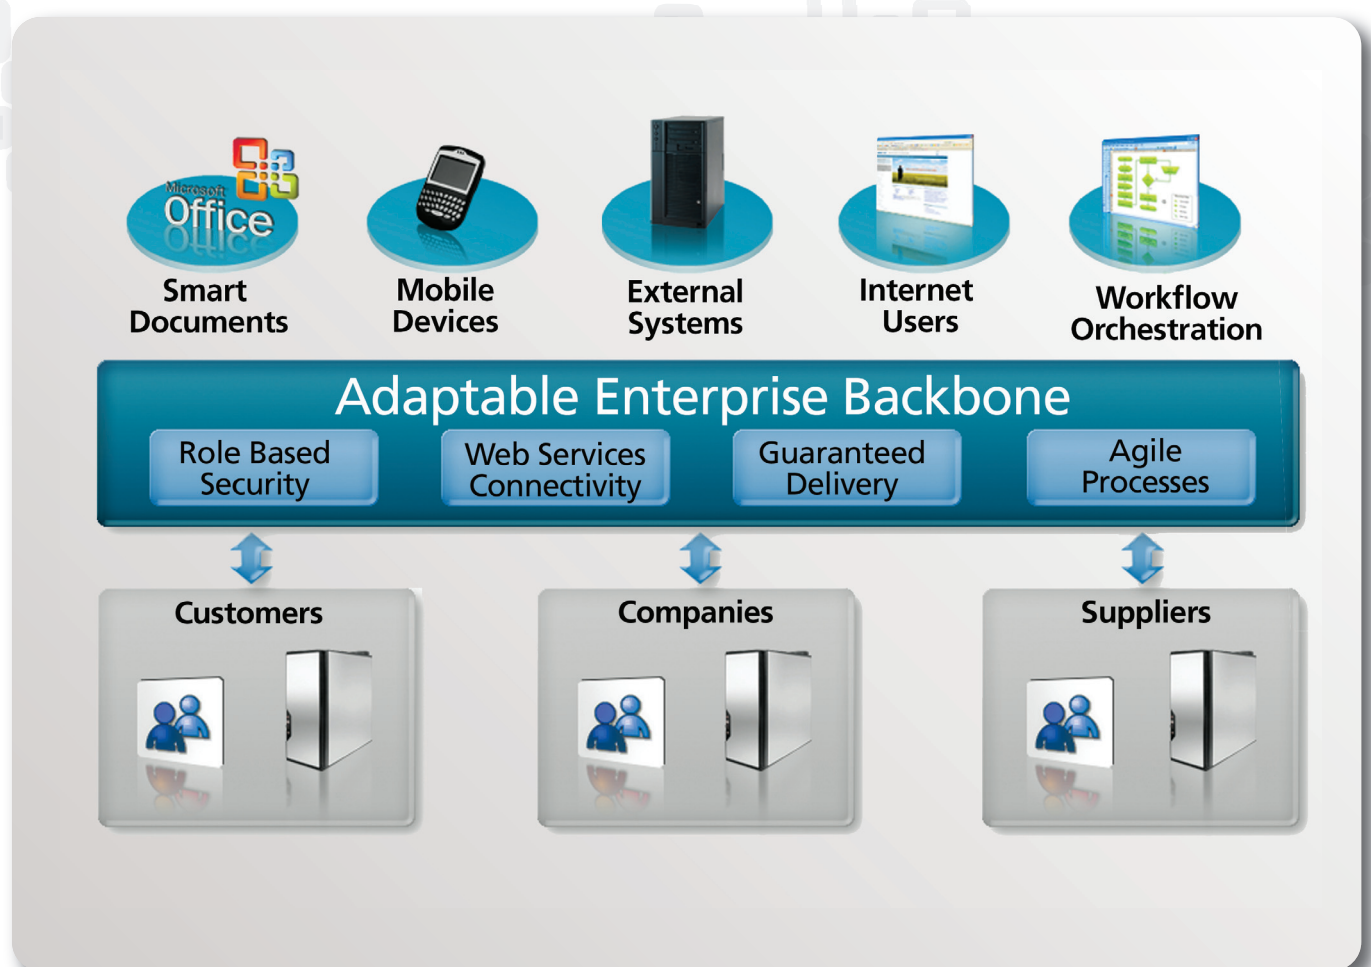 Microsoft
Office
Smart
Documents
Mobile
Devices
External
Systems
Internet
Users
Workflow
Orchestration
Adaptable Enterprise Backbone
Role Based
Security
Web Services
Connectivity
Guaranteed
Delivery
Agile
Processes
Customers
Companies
Suppliers